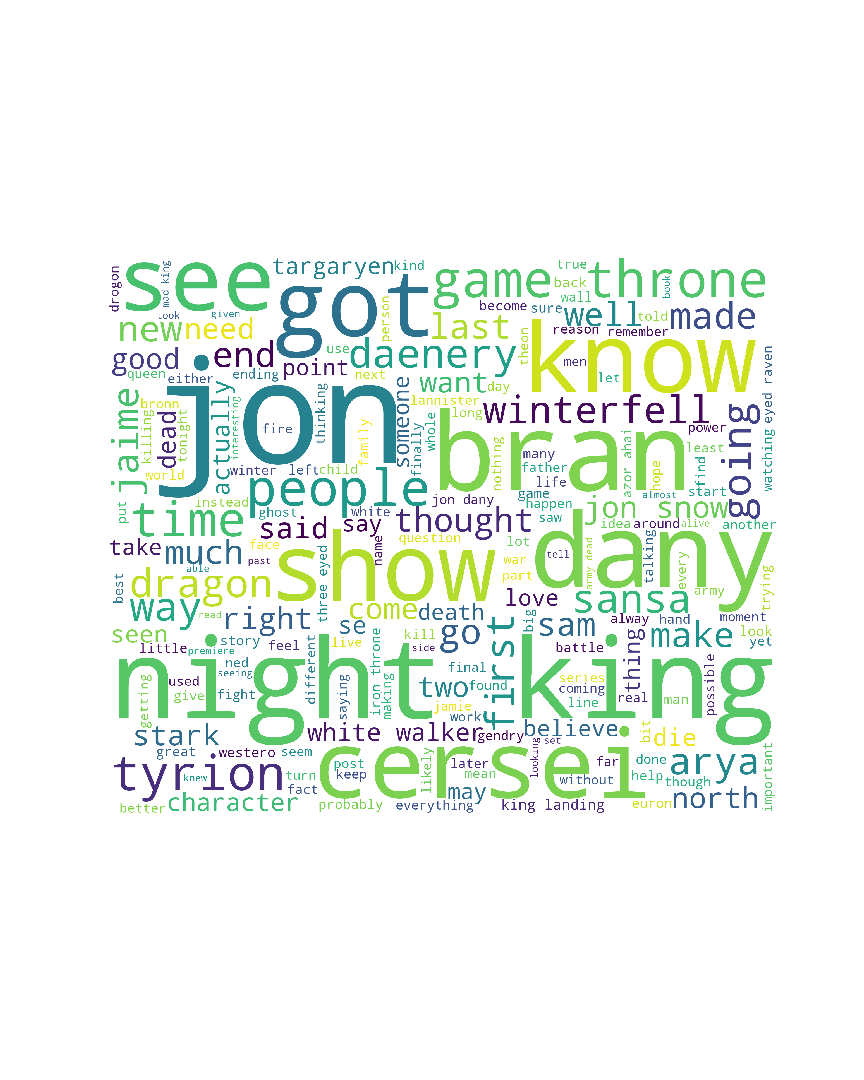 see
got
jon
know
bran
show
dany
night king
cersei
game throne
targaryen
kind
drogon
mad king
look
given
new
need
last
person
daenery
good
end
point
use
queen
either
ending
next
want
day
theon
become
sure
well
made
true
back
wall
told
book
reason
remember
men
let
bronn
jaime
killing
tonight
dead
actually
interesting
fire
thinking
someone
finally
whole
lannister
long
winterfell
power
going
watching
eyed raven
family
world
winter
left
child
people
nothing
many
father
life
game
happen
saw
azor ahai
hope
least
find
start
almost
put
time
instead
ghost
white
jon dany
jon snow
idea
around
alive
another
said
say
thought
name
question
lot
tell
army dead
talking
every
army
trying
take
much
face
past
able
best
dragon
three eyed
war
part
way
read
right
come
death
love
sansa
big
alway
hand
moment
seen
little
premiere
story
feel
se
live
kill
side
go
first
sam
battle
thing
make
look
yet
ned
seeing
different
iron throne
making
final
series
coming
real
man
possible
getting
used
give
fight
saying
two
found
jamie
work
line
stark
white walker
gendry
believe
set
looking
bit
die
arya
great
westero
seem
post
keep
likely
later
mean
without
far
done
help
though
important
tyrion
knew
turn
fact
may
north
better
character
probably
everything
king landing
euron